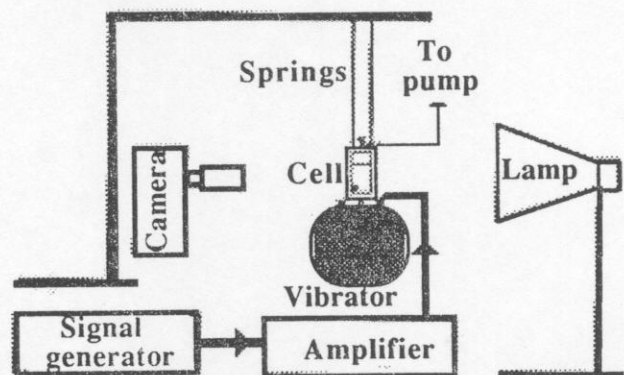 To
pump
Springs
Camera
Cell
Lamp
Vibrator
Signal
generator
Amplifier